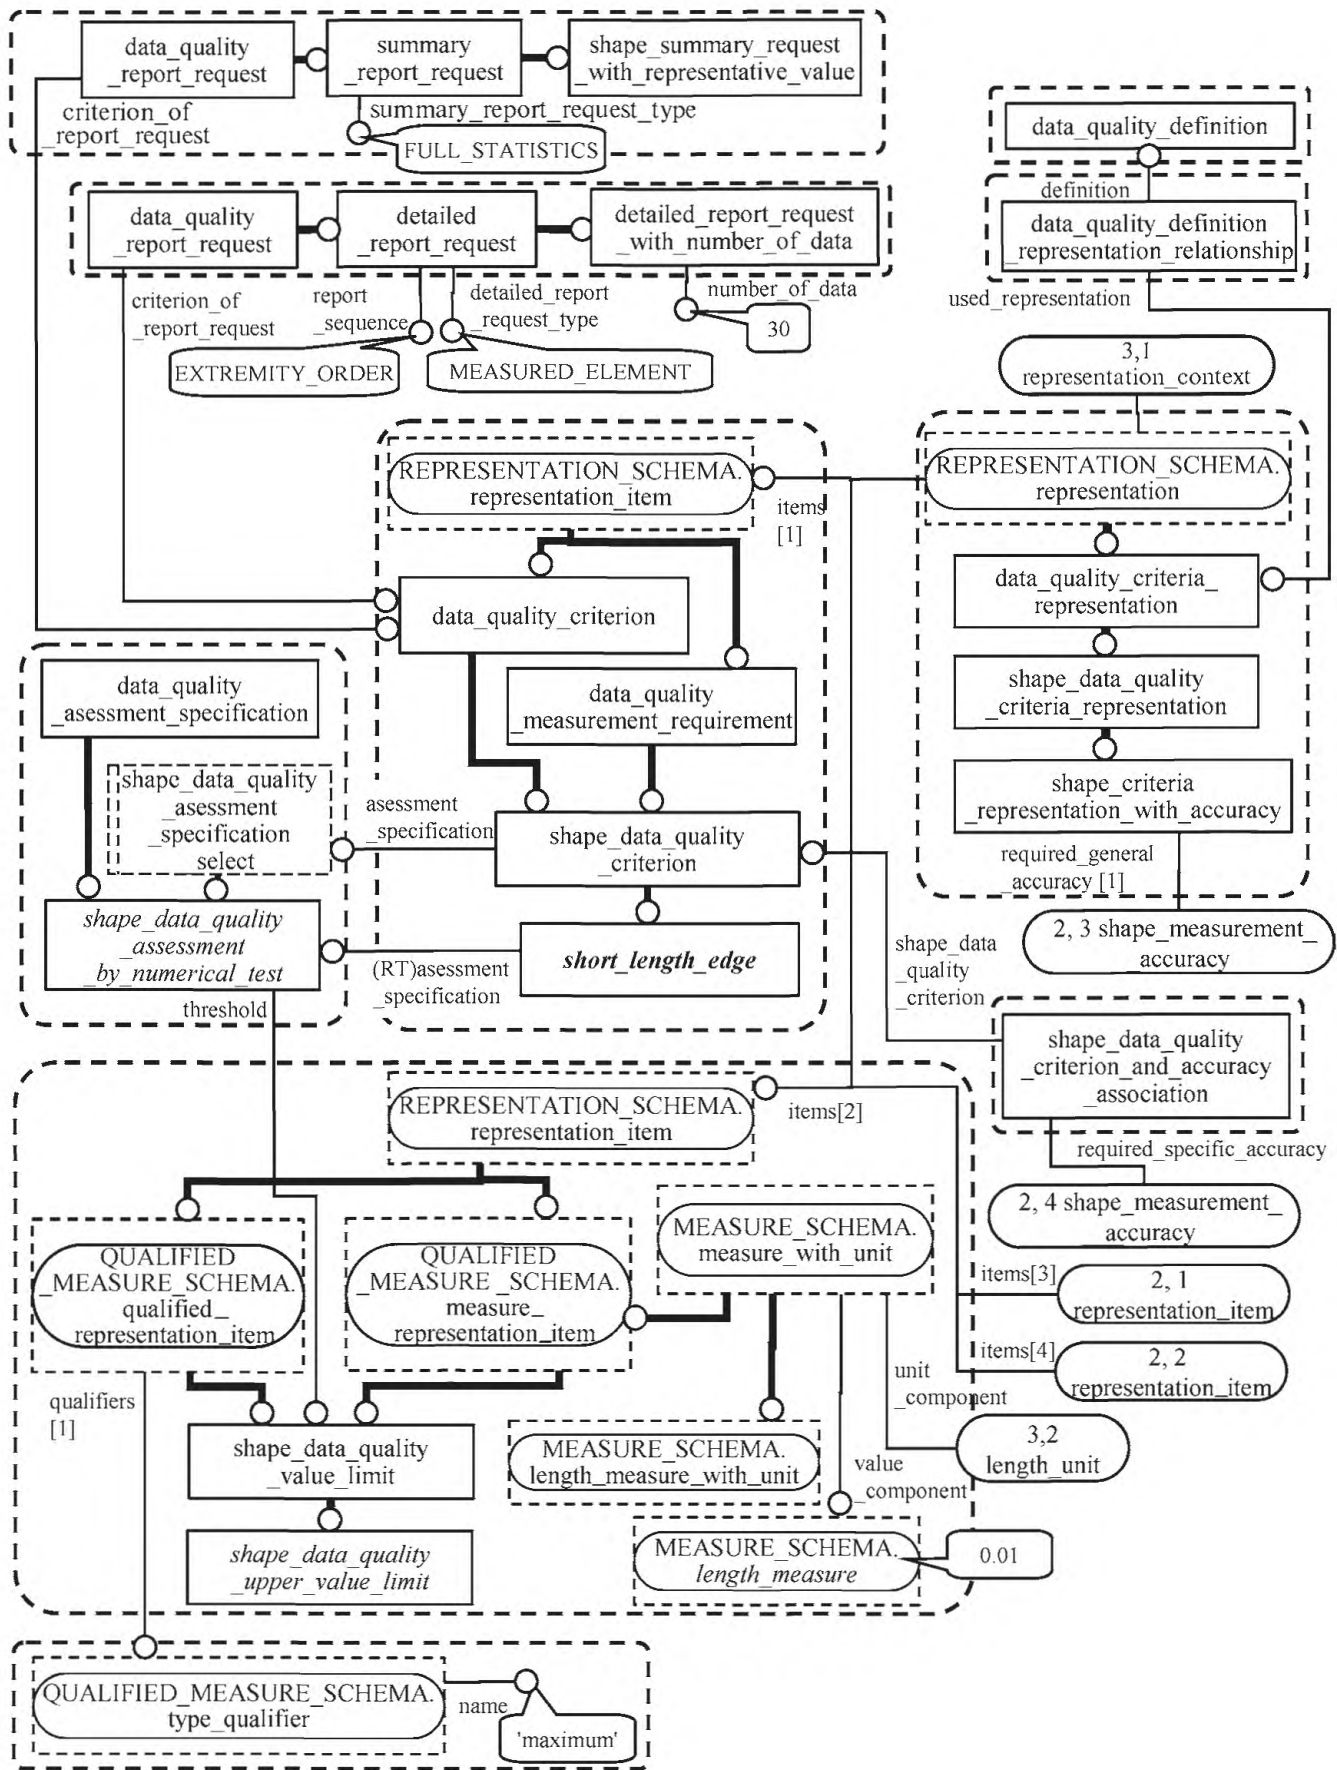 data_quality
_report_request
summary
_report_request
shape_summary_request
_with_representative_value
criterion_of
_report_request
summary_report_request_type
FULL_STATISTICS
data_quality_definition
definition
data_quality_definition
_representation_relationship
used_representation
data_quality
_report_request
detailed
_report_request
detailed_report_request
_with_number_of_data
criterion_of
_report_request
report
_sequence
detailed_report
_request_type
number_of_data
30
EXTREMITY_ORDER
MEASURED_ELEMENT
3,1
representation_context
REPRESENTATION_SCHEMA.
representation_item
items
[1]
REPRESENTATION_SCHEMA.
representation
data_quality_criterion
data_quality_criteria_
representation
data_quality
_measurement_requirement
shape_data_quality
_criteria_representation
data_quality
_asessment_specification
shape_data_quality
_asessment
_specification
_select
asessment
_specification
shape_data_quality
_criterion
shape_criteria
_representation_with_accuracy
required_general
_accuracy [1]
2, 3 shape_measurement_
accuracy
shape_data_quality
_assessment
_by_numerical_test
(RT)asessment
_specification
short_length_edge
shape_data
_quality
_criterion
threshold
shape_data_quality
_criterion_and_accuracy
_association
required_specific_accuracy
2, 4 shape_measurement_
accuracy
REPRESENTATION_SCHEMA.
representation_item
items[2]
QUALIFIED
_MEASURE_SCHEMA.
qualified_
representation_item
QUALIFIED
_MEASURE_SCHEMA.
measure_
representation_item
MEASURE_SCHEMA.
measure_with_unit
items[3]
2, 1
representation_item
items[4]
2, 2
representation_item
qualifiers
[1]
unit
_component
3,2
length_unit
shape_data_quality
_value_limit
MEASURE_SCHEMA.
length_measure_with_unit
value
_component
shape_data_quality
_upper_value_limit
MEASURE_SCHEMA.
length_measure
0.01
QUALIFIED_MEASURE_SCHEMA.
type_qualifier
name
'maximum'